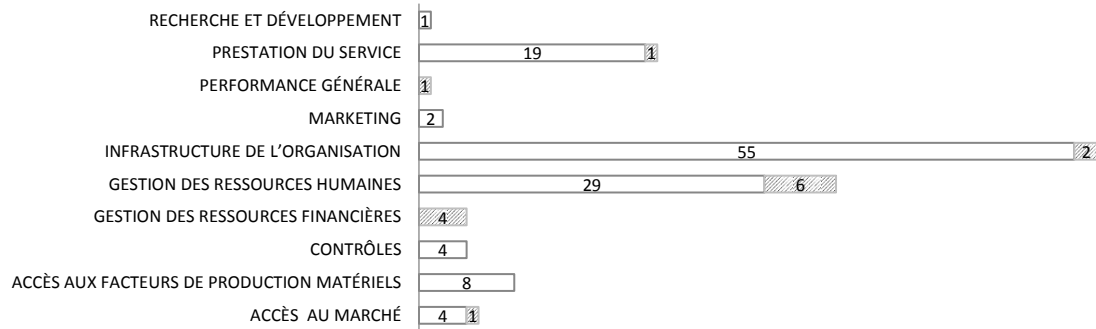 RECHERCHE ET DÉVELOPPEMENT 1
PRESTATION DU SERVICE 19 1
PERFORMANCE GÉNÉRALE 1
MARKETING 2
INFRASTRUCTURE DE L’ORGANISATION 55 2
GESTION DES RESSOURCES HUMAINES 29 6
GESTION DES RESSOURCES FINANCIÈRES 4
CONTRÔLES 4
ACCÈS AUX FACTEURS DE PRODUCTION MATÉRIELS 8
ACCÈS AU MARCHÉ 4 1